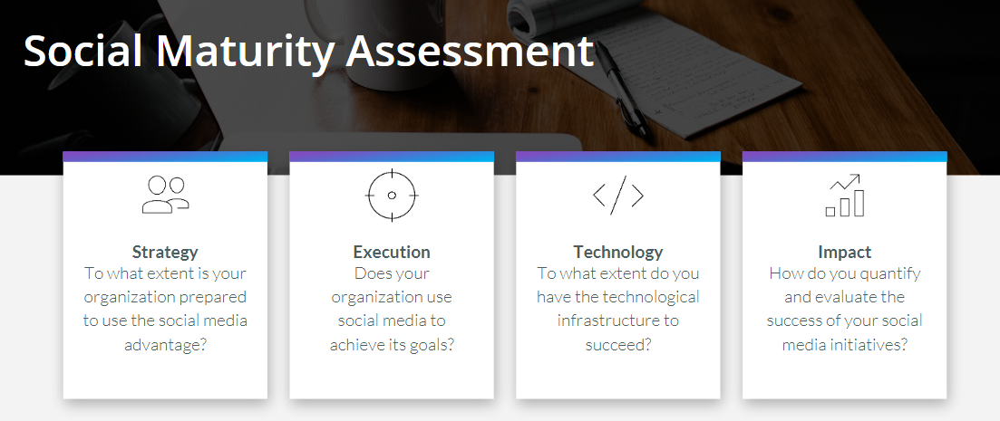 Social Maturity Assessment
Strategy
To what extent is your
organization prepared
to use the social media
advantage?
Execution
Does your
organization use
social media to
achieve its goals?
Technology
To what extent do you
have the technological
infrastructure to
succeed?
Impact
How do you quantify
and evaluate the
success of your social
media initiatives?